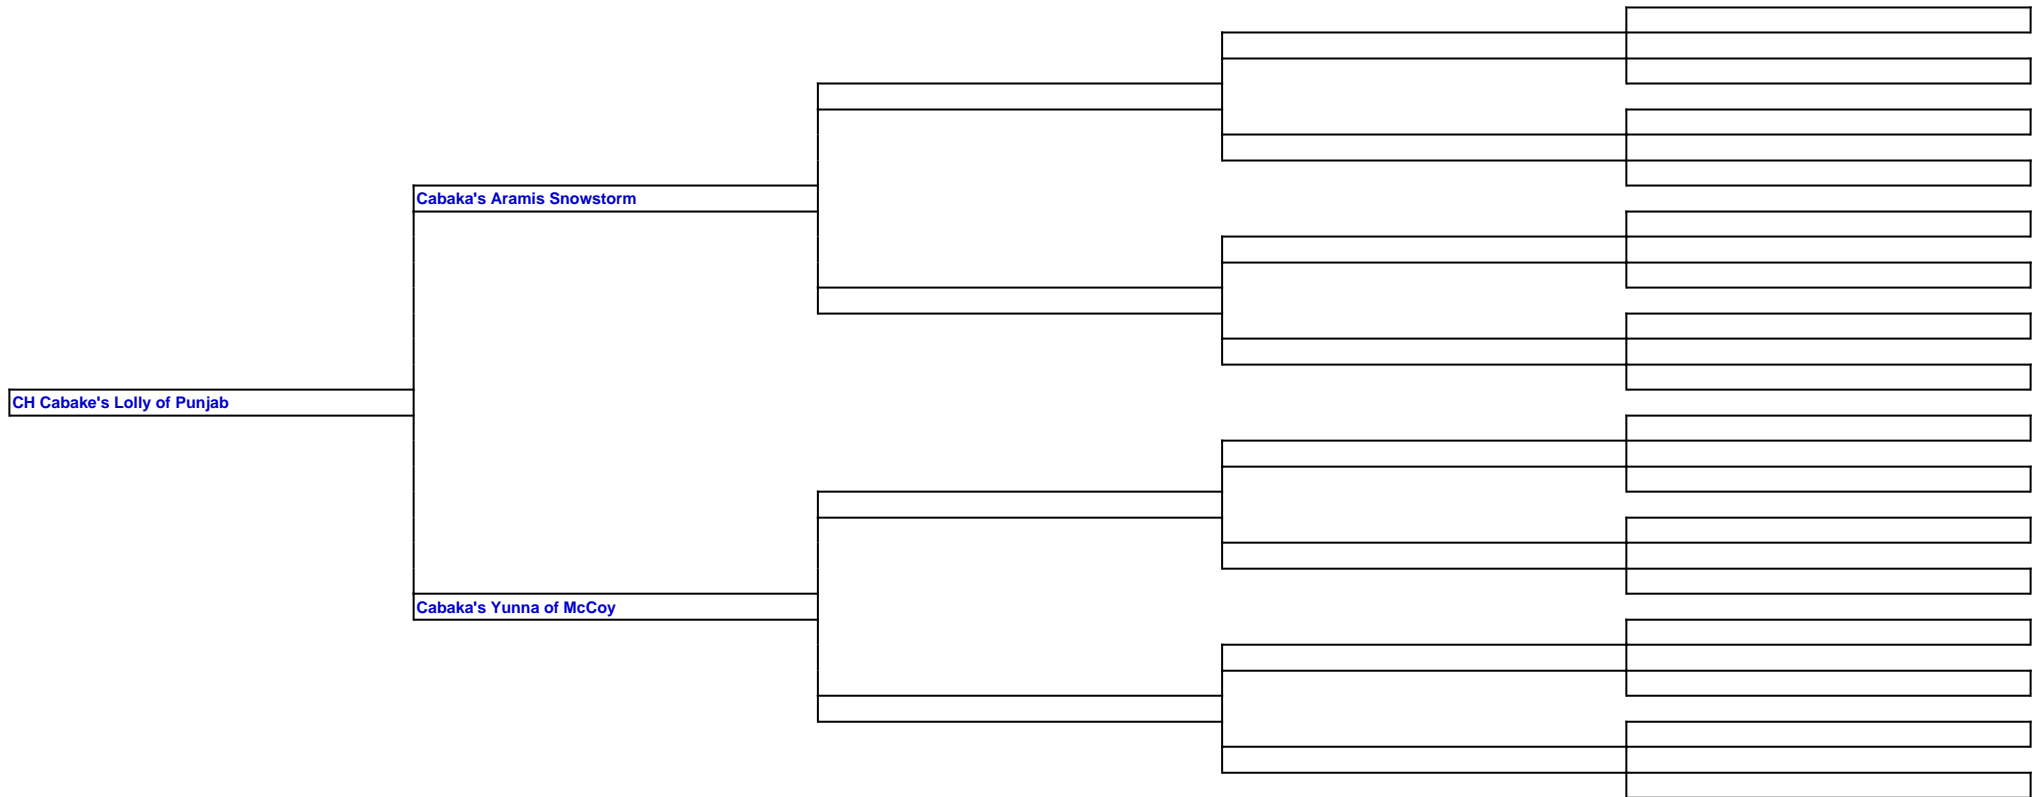 Cabaka's Aramis Snowstorm
CH Cabake's Lolly of Punjab
Cabaka's Yunna of McCoy